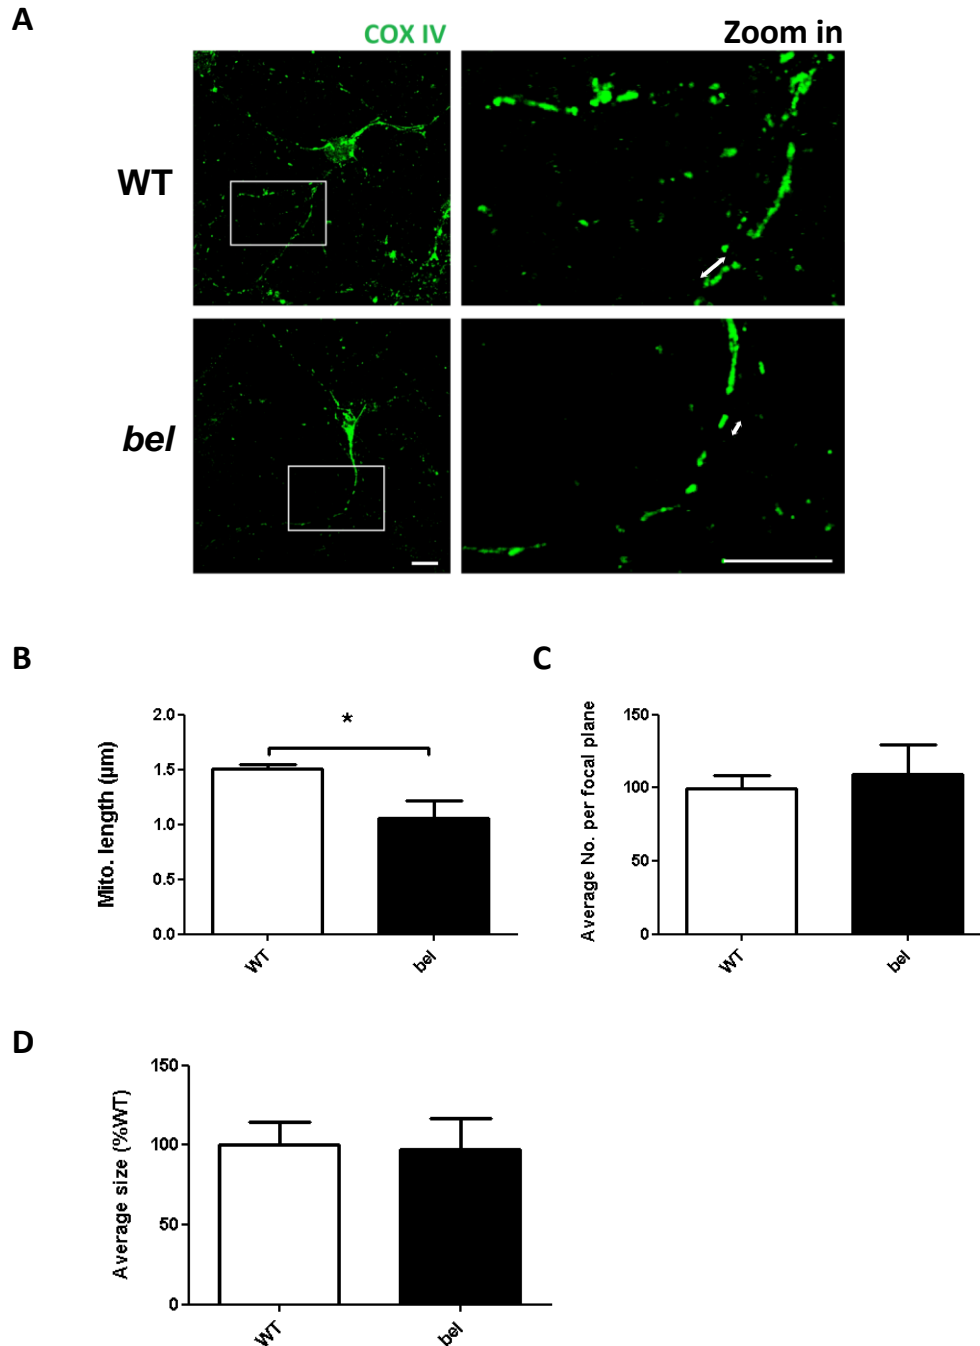 A
COX IV
Zoom in
WT
bel
B
Mito. length (µm)
2.0
1.5
1.0
0.5
0.0
*
WT
bel
C
Average No. per focal plane
150
100
50
0
WT
bel
D
Average size (%WT)
150
100
50
0
WT
bel